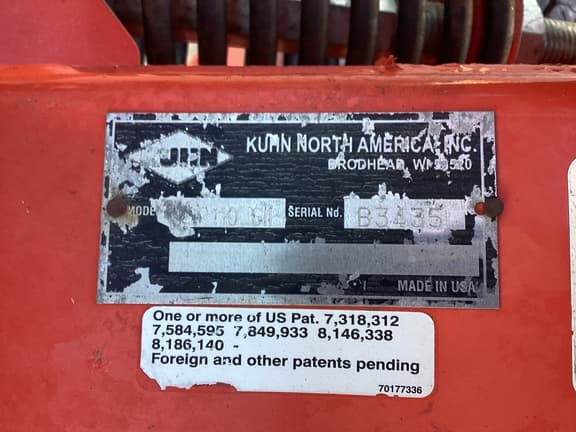 KUHN NORTH AMERICA, INC.
BRODHEAD, WI 53520
SERIAL No. B3435
MADE IN USA
One or more of US Pat. 7,318,312
7,584,595 7,849,933 8,146,338
8,186,140 -
Foreign and other patents pending
70177336